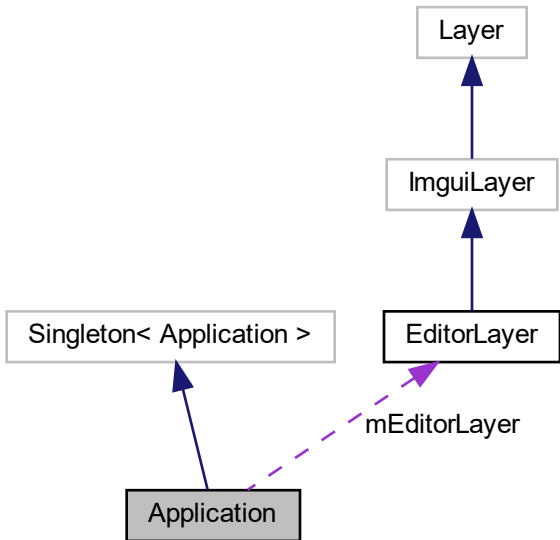 Layer
ImguiLayer
Singleton< Application >
EditorLayer
mEditorLayer
Application